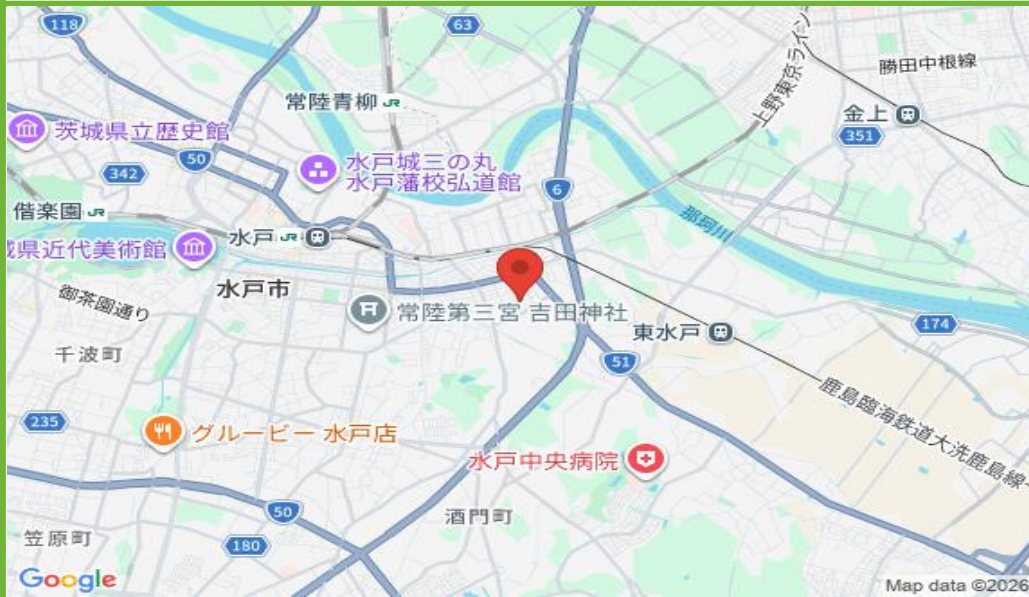 118
63
上野東京ライン
勝田中根線
常陸青柳 JR
金上
351
茨城県立歴史館
50
水戸城三の丸
水戸藩校弘道館
342
6
偕楽園 JR
那珂川
水戸 JR
城県近代美術館
水戸市
御茶園通り
常陸第三宮 吉田神社
174
東水戸
千波町
51
鹿島臨海鉄道大洗鹿島線
235
グルービー 水戸店
水戸中央病院
50
酒門町
笠原町
180
Google
Map data ©2026